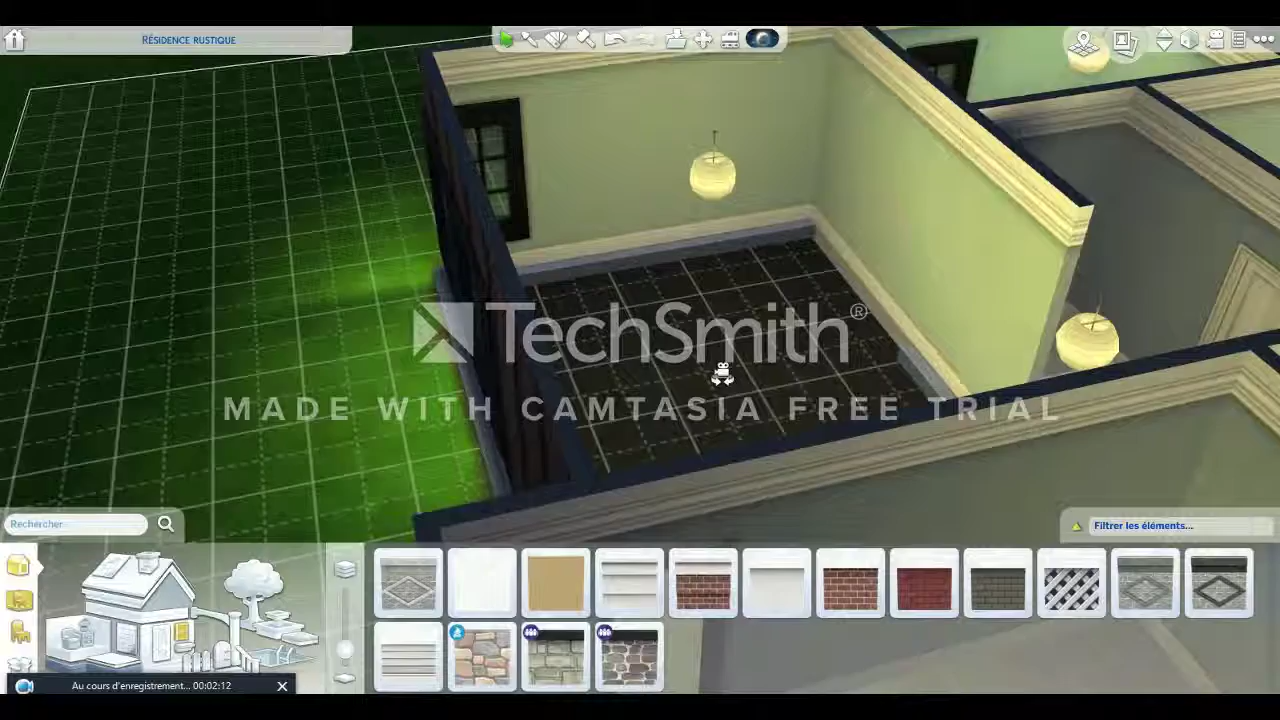 RÉSIDENCE RUSTIQUE
TechSmith®
MADE WITH CAMTASIA FREE TRIAL
Rechercher
Filtrer les éléments...
Au cours d'enregistrement... 00:02:12